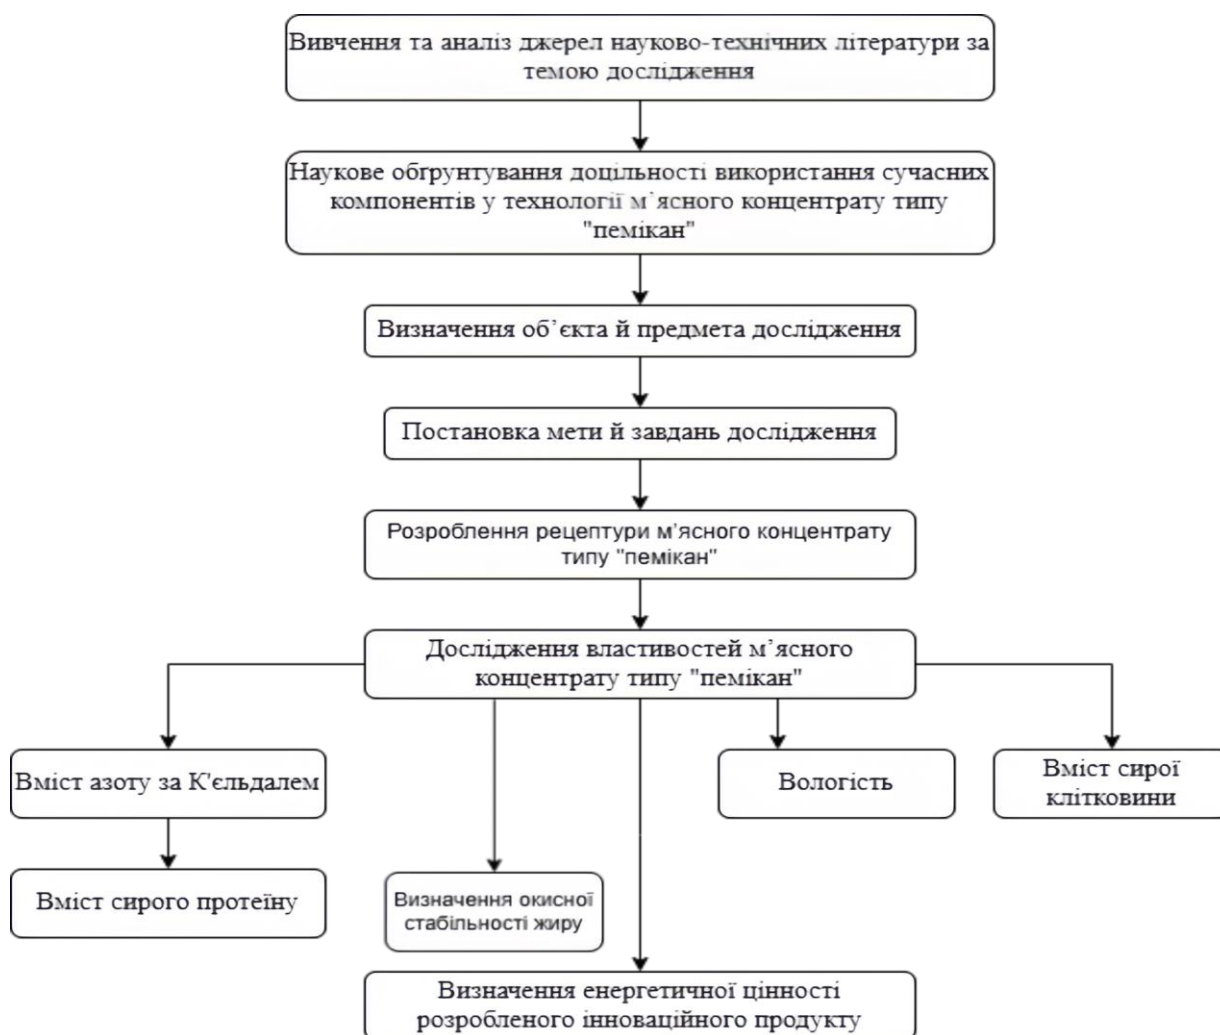 Вивчення та аналіз джерел науково-технічних літератури за
темою дослідження
Наукове обґрунтування доцільності використання сучасних
компонентів у технології м’ясного концентрату типу
"пемікан"
Визначення об’єкта й предмета дослідження
Постановка мети й завдань дослідження
Розроблення рецептури м’ясного концентрату
типу "пемікан"
Дослідження властивостей м’ясного
концентрату типу "пемікан"
Вміст азоту за К'єльдалем
Вологість
Вміст сирої
клітковини
Вміст сирого протеїну
Визначення окисної
стабільності жиру
Визначення енергетичної цінності
розробленого інноваційного продукту